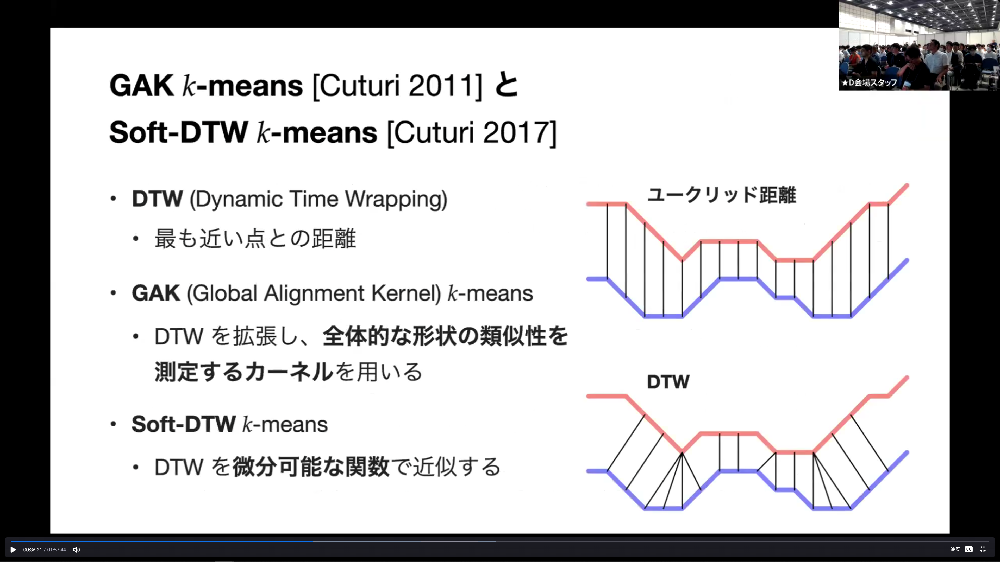 ★D会場スタッフ
GAK k-means [Cuturi 2011] と
Soft-DTW k-means [Cuturi 2017]
• DTW (Dynamic Time Wrapping)
• 最も近い点との距離
• GAK (Global Alignment Kernel) k-means
• DTW を拡張し、全体的な形状の類似性を
測定するカーネルを用いる
• Soft-DTW k-means
• DTW を微分可能な関数で近似する
ユークリッド距離
DTW
00:36:21 / 01:57:44
速度 CC